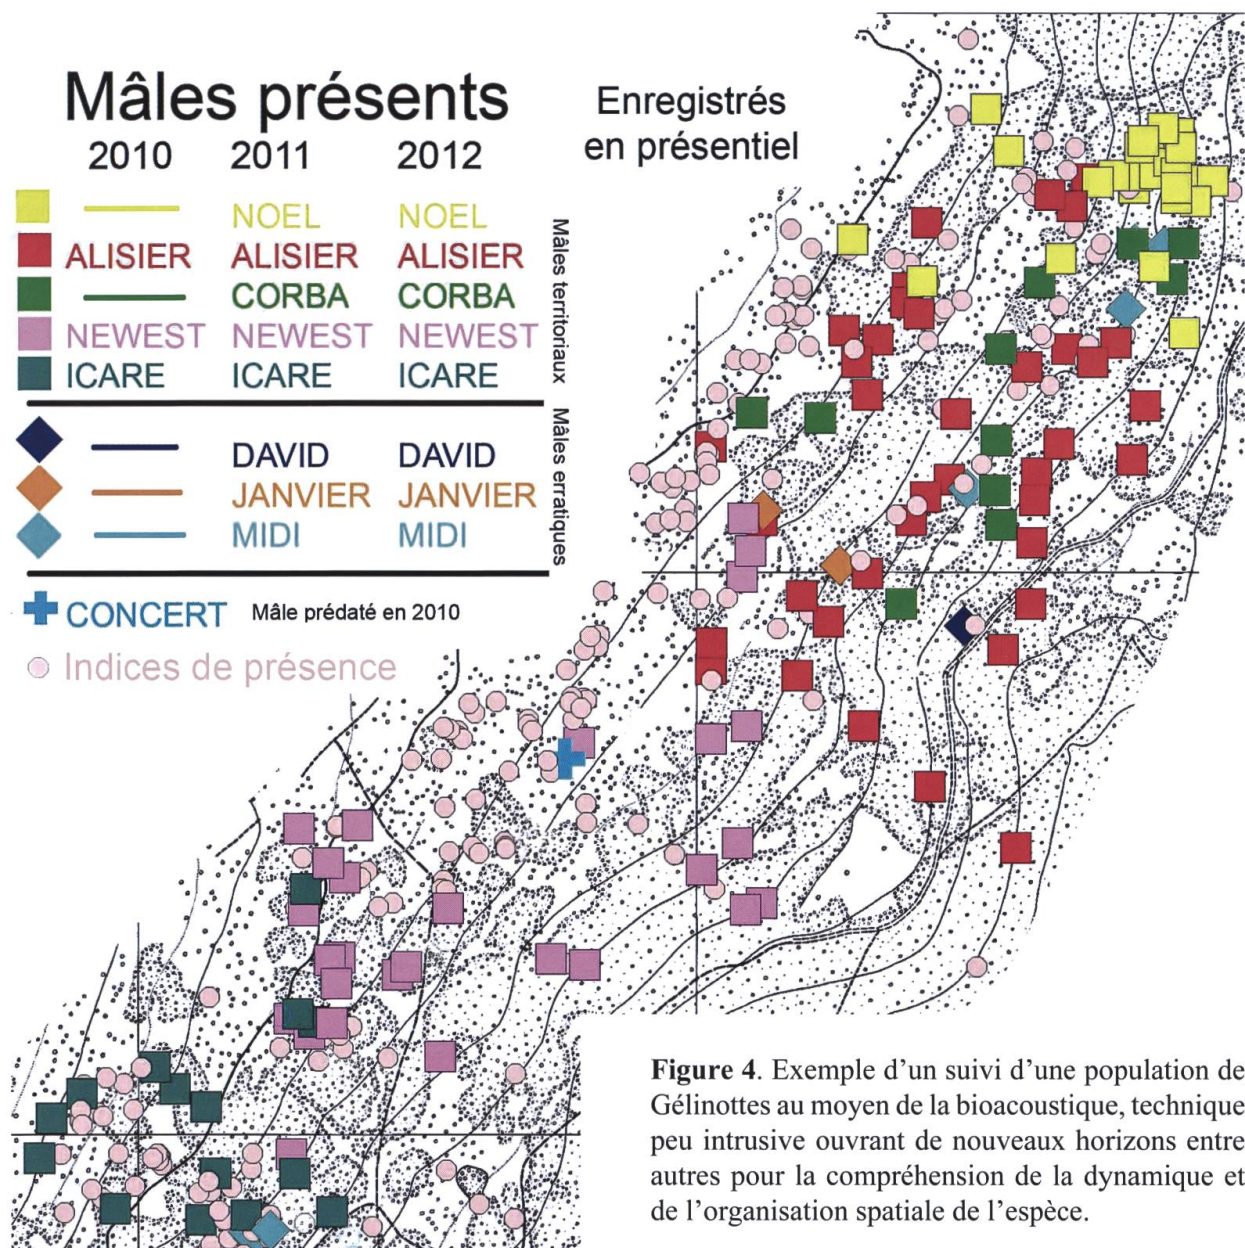 Mâles présents
2010 2011 2012
NOEL NOEL
ALISIER ALISIER ALISIER
CORBA CORBA
NEWEST NEWEST NEWEST
ICARE ICARE ICARE
Mâles territoriaux
DAVID DAVID
JANVIER JANVIER
MIDI MIDI
Mâles erratiques
CONCERT Mâle prédaté en 2010
Indices de présence
Enregistrés
en présentiel
Figure 4. Exemple d'un suivi d'une population de
Gélinottes au moyen de la bioacoustique, technique
peu intrusive ouvrant de nouveaux horizons entre
autres pour la compréhension de la dynamique et
de l'organisation spatiale de l'espèce.